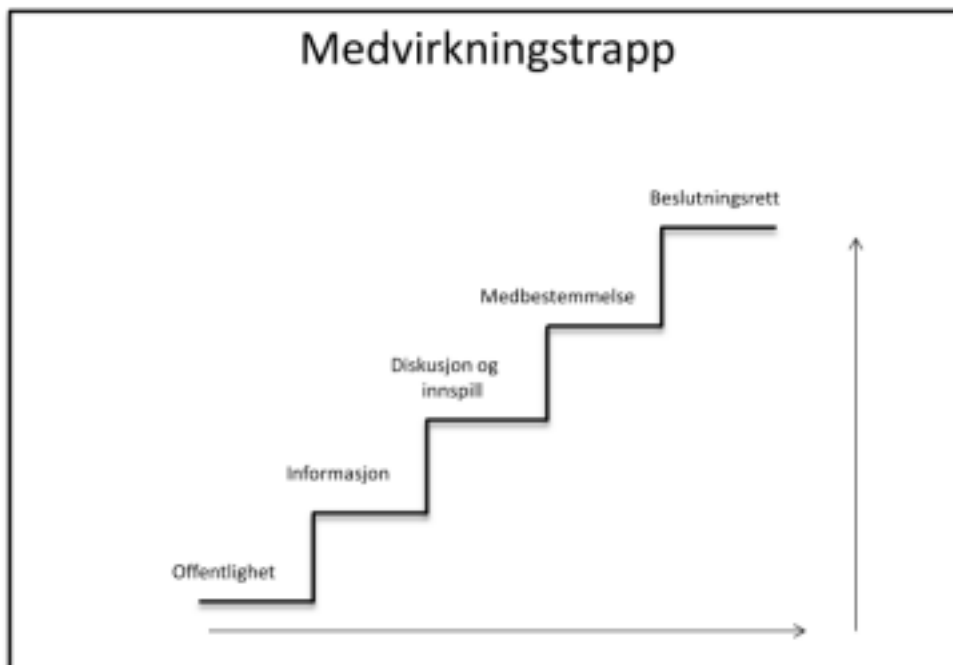 Medvirkningstrapp
Beslutningsrett
Medbestemmelse
Diskusjon og
innspill
Informasjon
Offentlighet